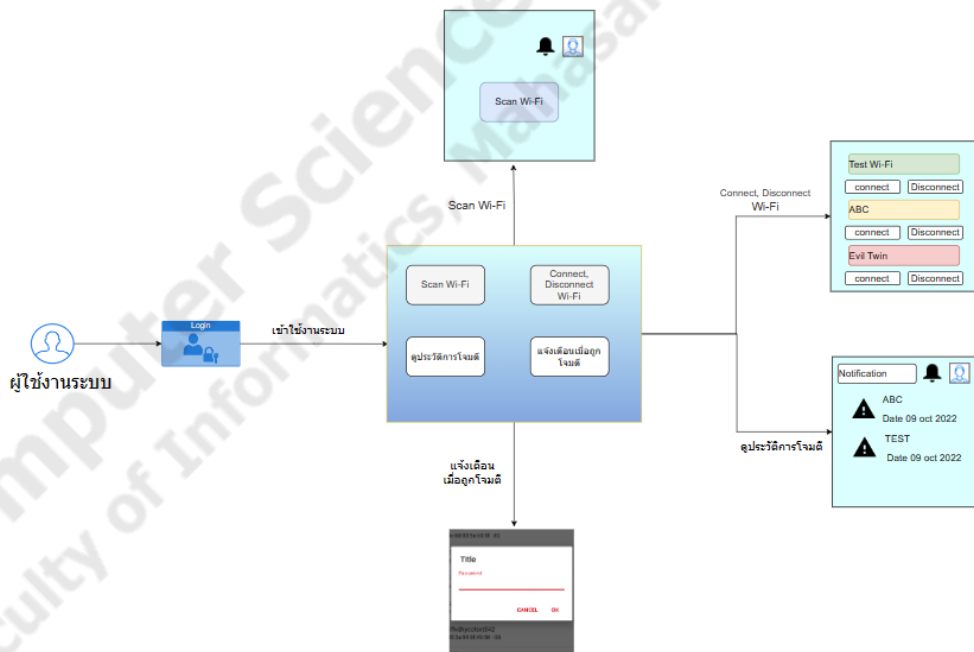 Computer Science
Faculty of Informatics, Mahasa
Scan Wi-Fi
Scan Wi-Fi
Connect, Disconnect
Wi-Fi
Test Wi-Fi
connect
Disconnect
ABC
connect
Disconnect
Evil Twin
connect
Disconnect
Scan Wi-Fi
Connect,
Disconnect
Wi-Fi
ดูประวัติการโจมตี
แจ้งเตือนเมื่อถูก
โจมตี
ผู้ใช้งานระบบ
Login
เข้าใช้งานระบบ
Notification
ABC
Date 09 oct 2022
TEST
Date 09 oct 2022
ดูประวัติการโจมตี
แจ้งเตือน
เมื่อถูกโจมตี
Title
Password
CANCEL
OK